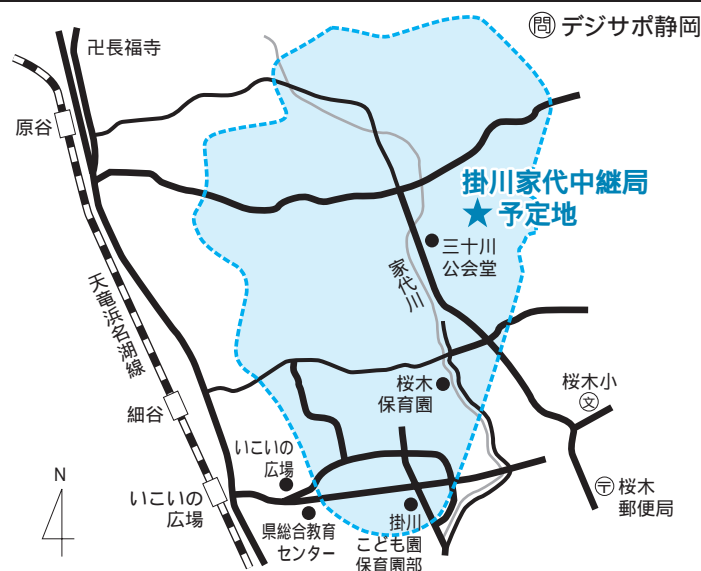 問デジサポ静岡
卍長福寺
原谷
掛川家代中継局
★予定地
三十川
公会堂
家代川
天竜浜名湖線
桜木
保育園
桜木小
文
細谷
いこいの
広場
いこいの
広場
N
〒桜木
郵便局
県総合教育
センター
掛川
こども園
保育園部